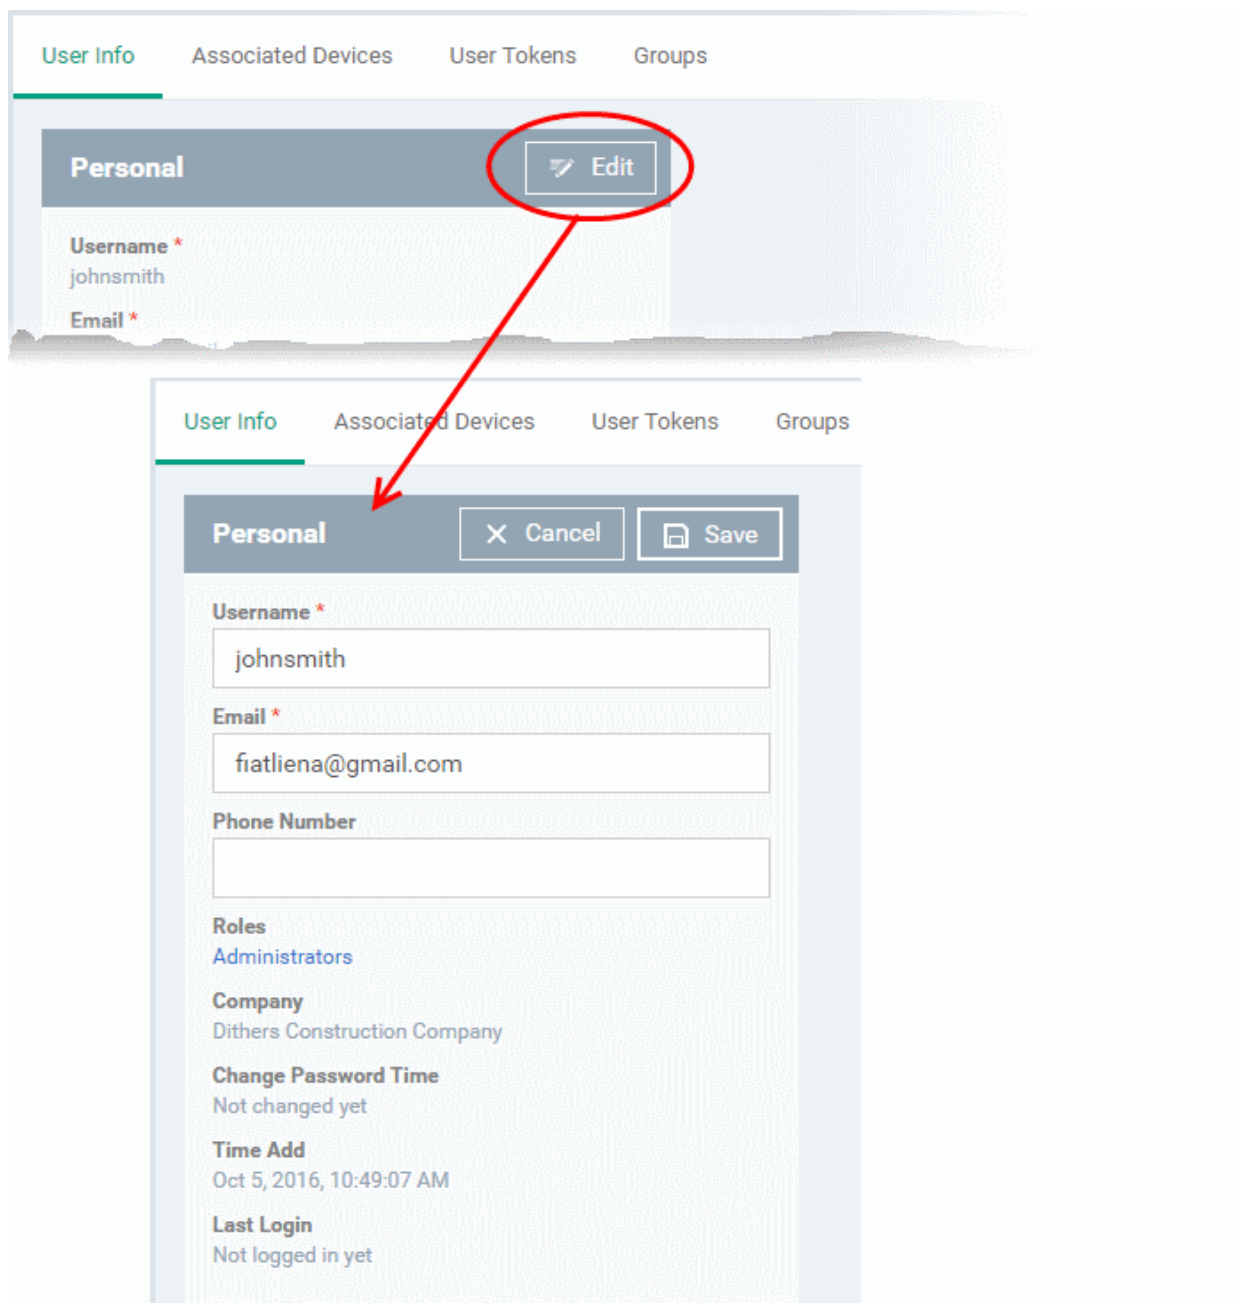 User Info Associated Devices User Tokens Groups
Personal Edit
Username *
johnsmith
Email *
User Info Associated Devices User Tokens Groups
Personal Cancel Save
Username *
johnsmith
Email *
fiatliena@gmail.com
Phone Number
Roles
Administrators
Company
Dithers Construction Company
Change Password Time
Not changed yet
Time Add
Oct 5, 2016, 10:49:07 AM
Last Login
Not logged in yet